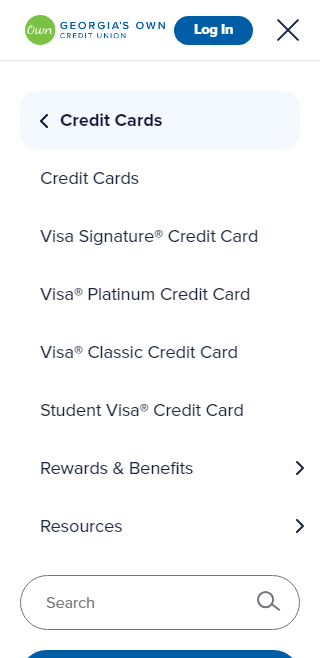 Own GEORGIA'S OWN
CREDIT UNION
Log In
Credit Cards
Credit Cards
Visa Signature® Credit Card
Visa® Platinum Credit Card
Visa® Classic Credit Card
Student Visa® Credit Card
Rewards & Benefits
Resources
Search